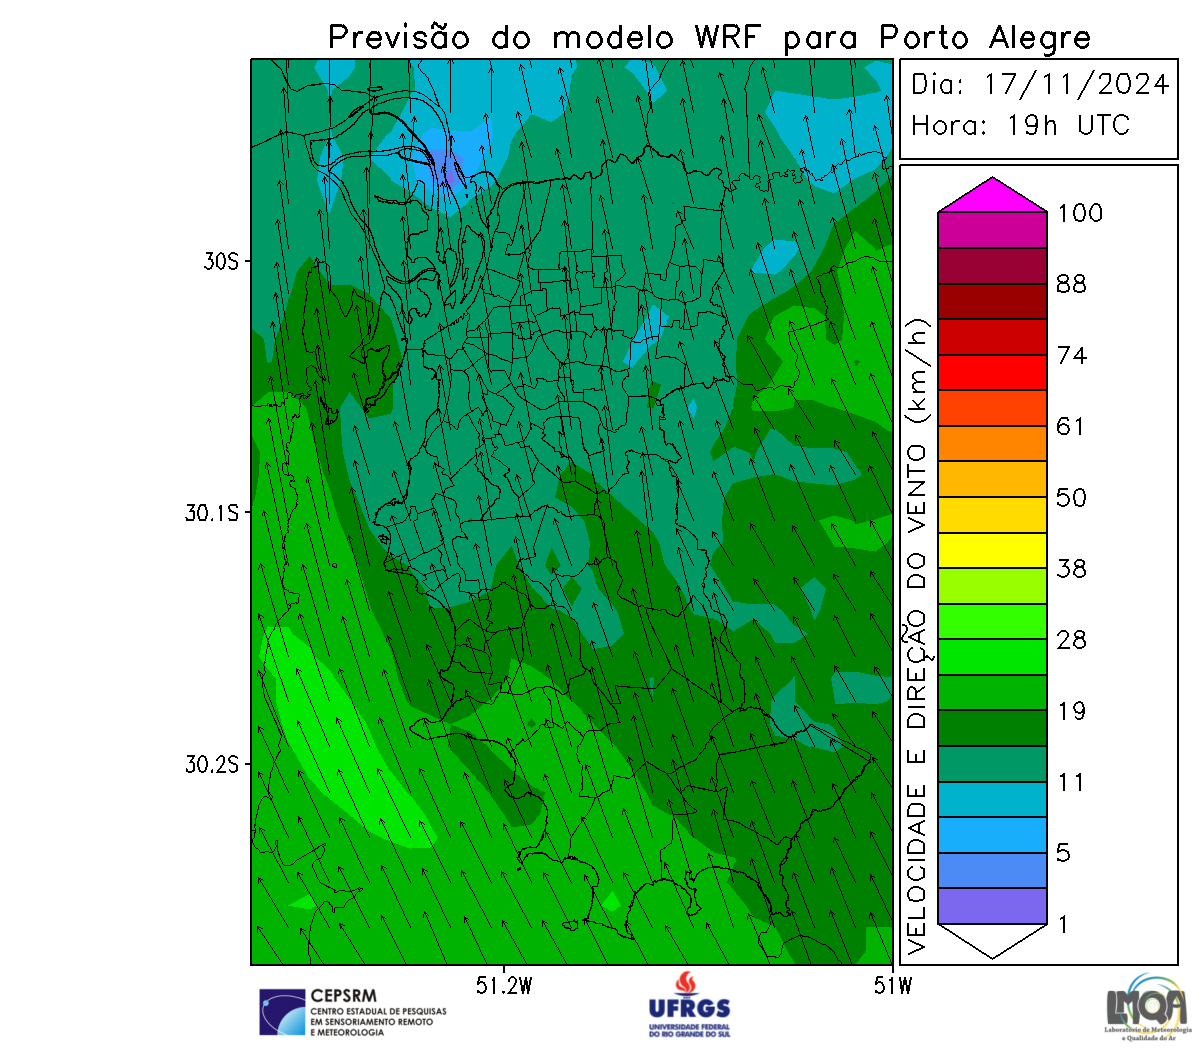 Previsão do modelo WRF para Porto Alegre
Dia: 17/11/2024
Hora: 19h UTC
30S
30.1S
30.2S
51.2W
51W
VELOCIDADE E DIREÇÃO DO VENTO (km/h)
100
88
74
61
50
38
28
19
11
5
1
CEPSRM
CENTRO ESTADUAL DE PESQUISAS
EM SENSORIAMENTO REMOTO
E METEOROLOGIA
UFRGS
UNIVERSIDADE FEDERAL
DO RIO GRANDE DO SUL
LMQA
Laboratório de Meteorologia
e Qualidade do Ar